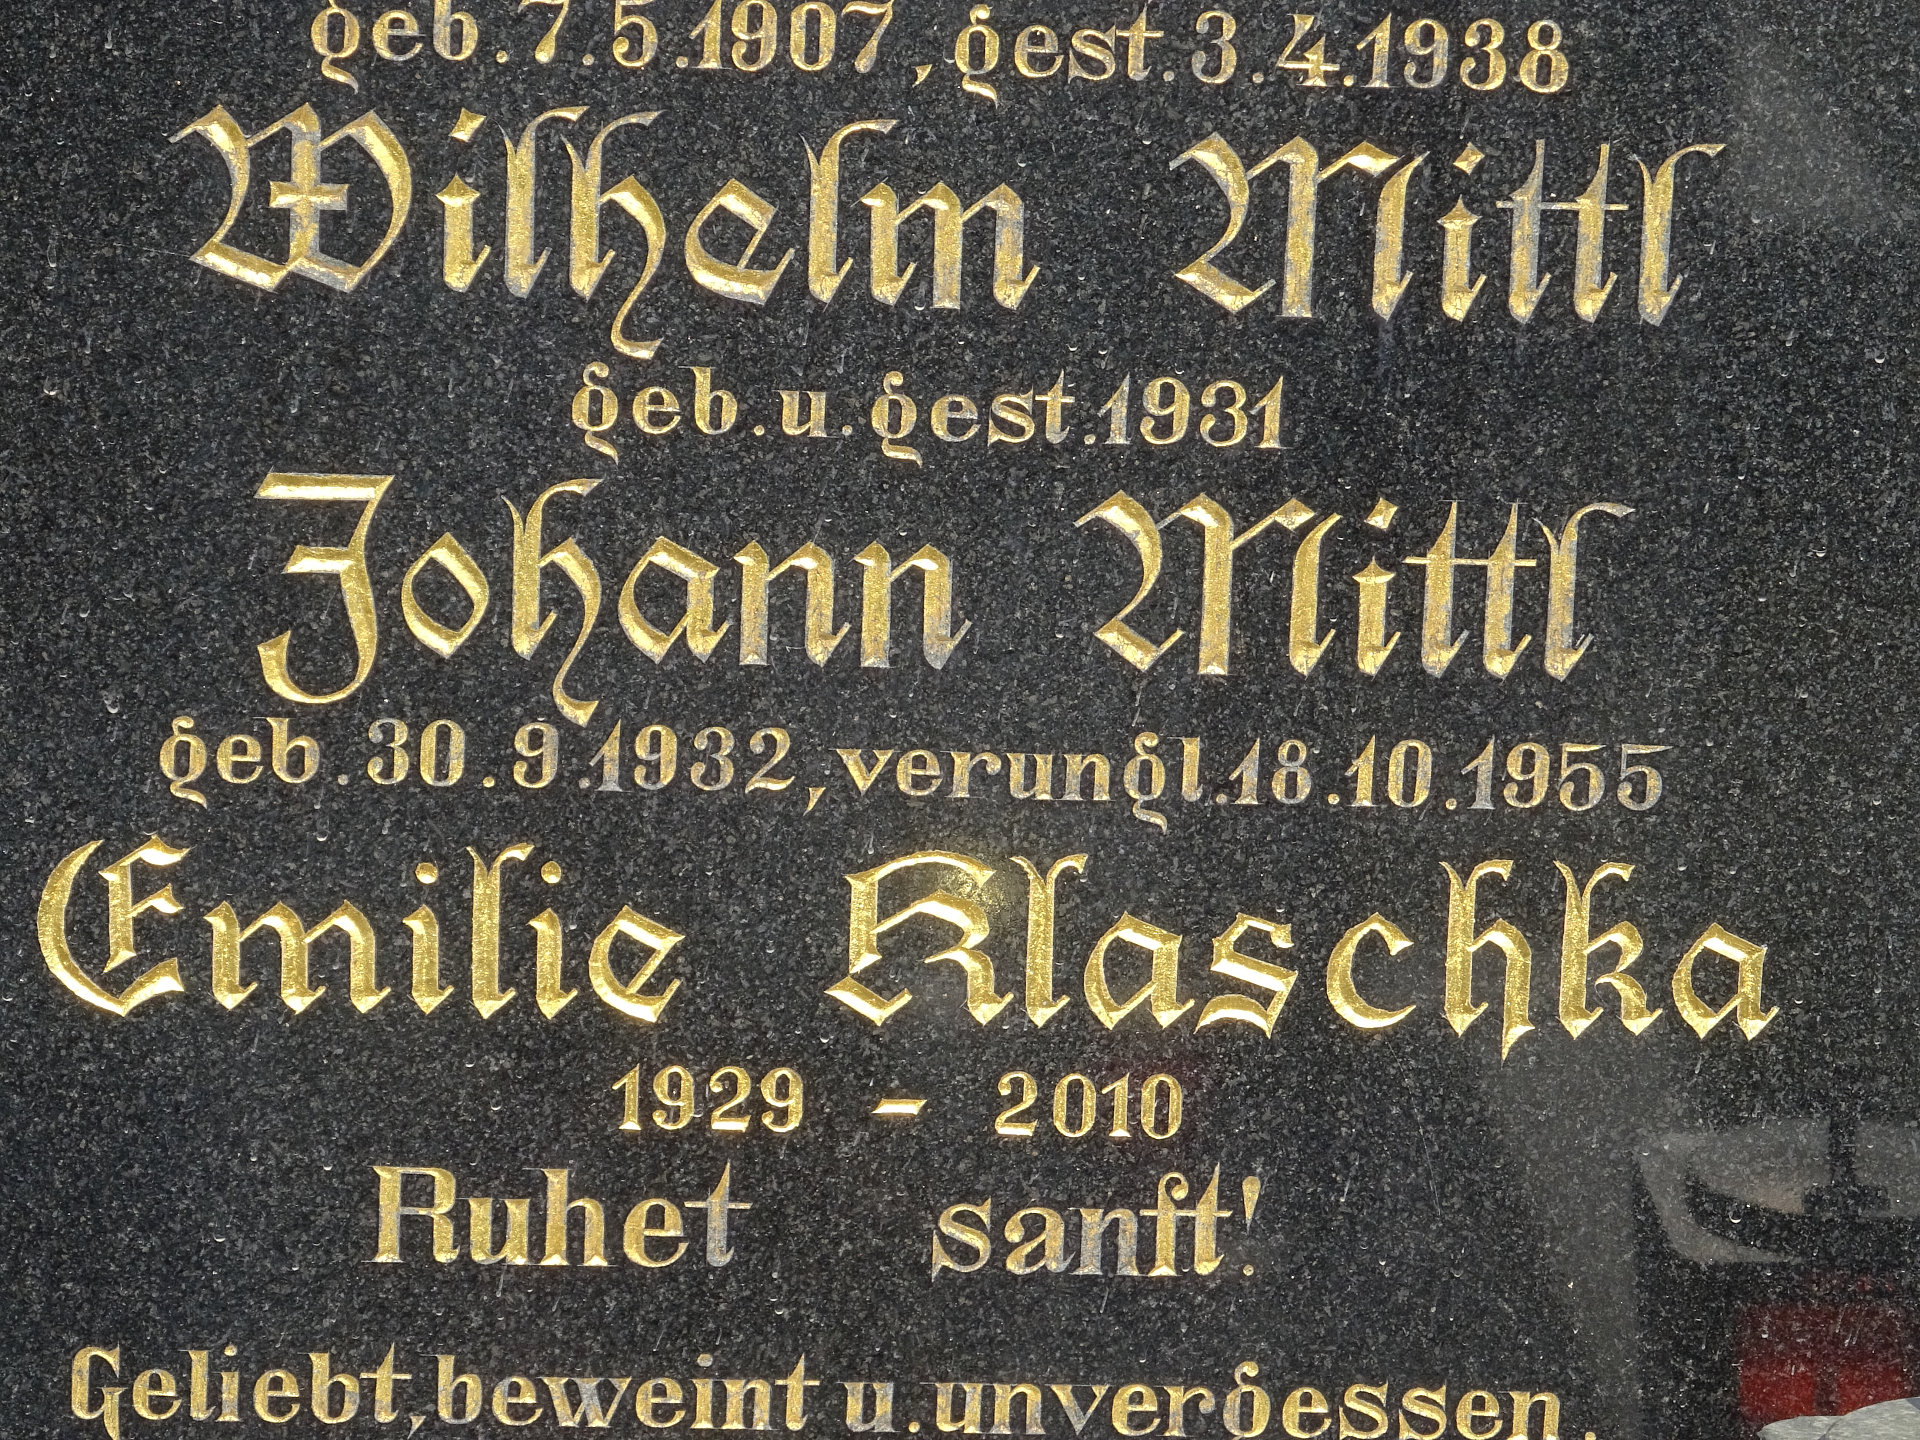 geb. 7. 5. 1907, gest. 3. 4. 1938
Wilhelm Mittl
geb. u. gest. 1931
Johann Mittl
geb. 30. 9. 1932, verungl. 18. 10. 1955
Emilie Klaschka
1929 - 2010
Ruhet sanft!
Geliebt, beweint u. unvergessen.